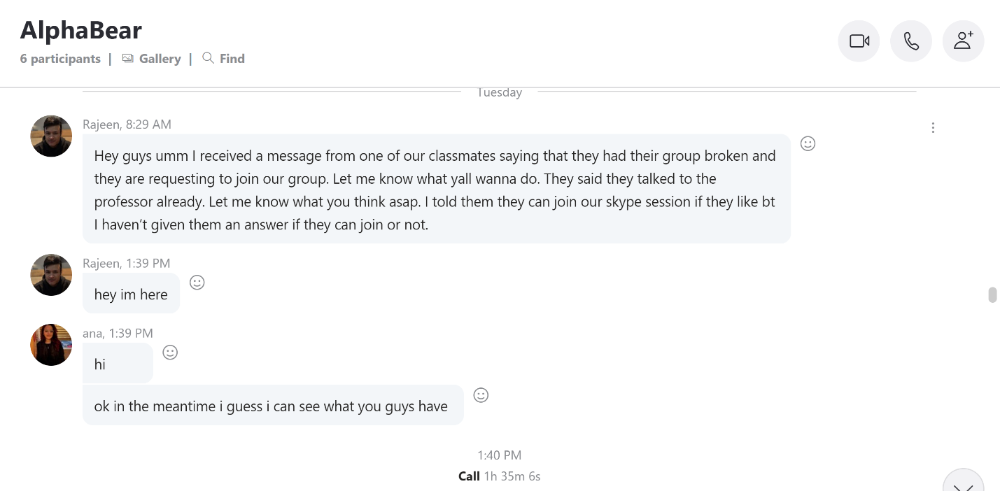 AlphaBear
6 participants | Gallery | Find
Tuesday
Rajeen, 8:29 AM
Hey guys umm I received a message from one of our classmates saying that they had their group broken and
they are requesting to join our group. Let me know what yall wanna do. They said they talked to the
professor already. Let me know what you think asap. I told them they can join our skype session if they like bt
I haven't given them an answer if they can join or not.
Rajeen, 1:39 PM
hey im here
ana, 1:39 PM
hi
ok in the meantime i guess i can see what you guys have
1:40 PM
Call 1h 35m 6s